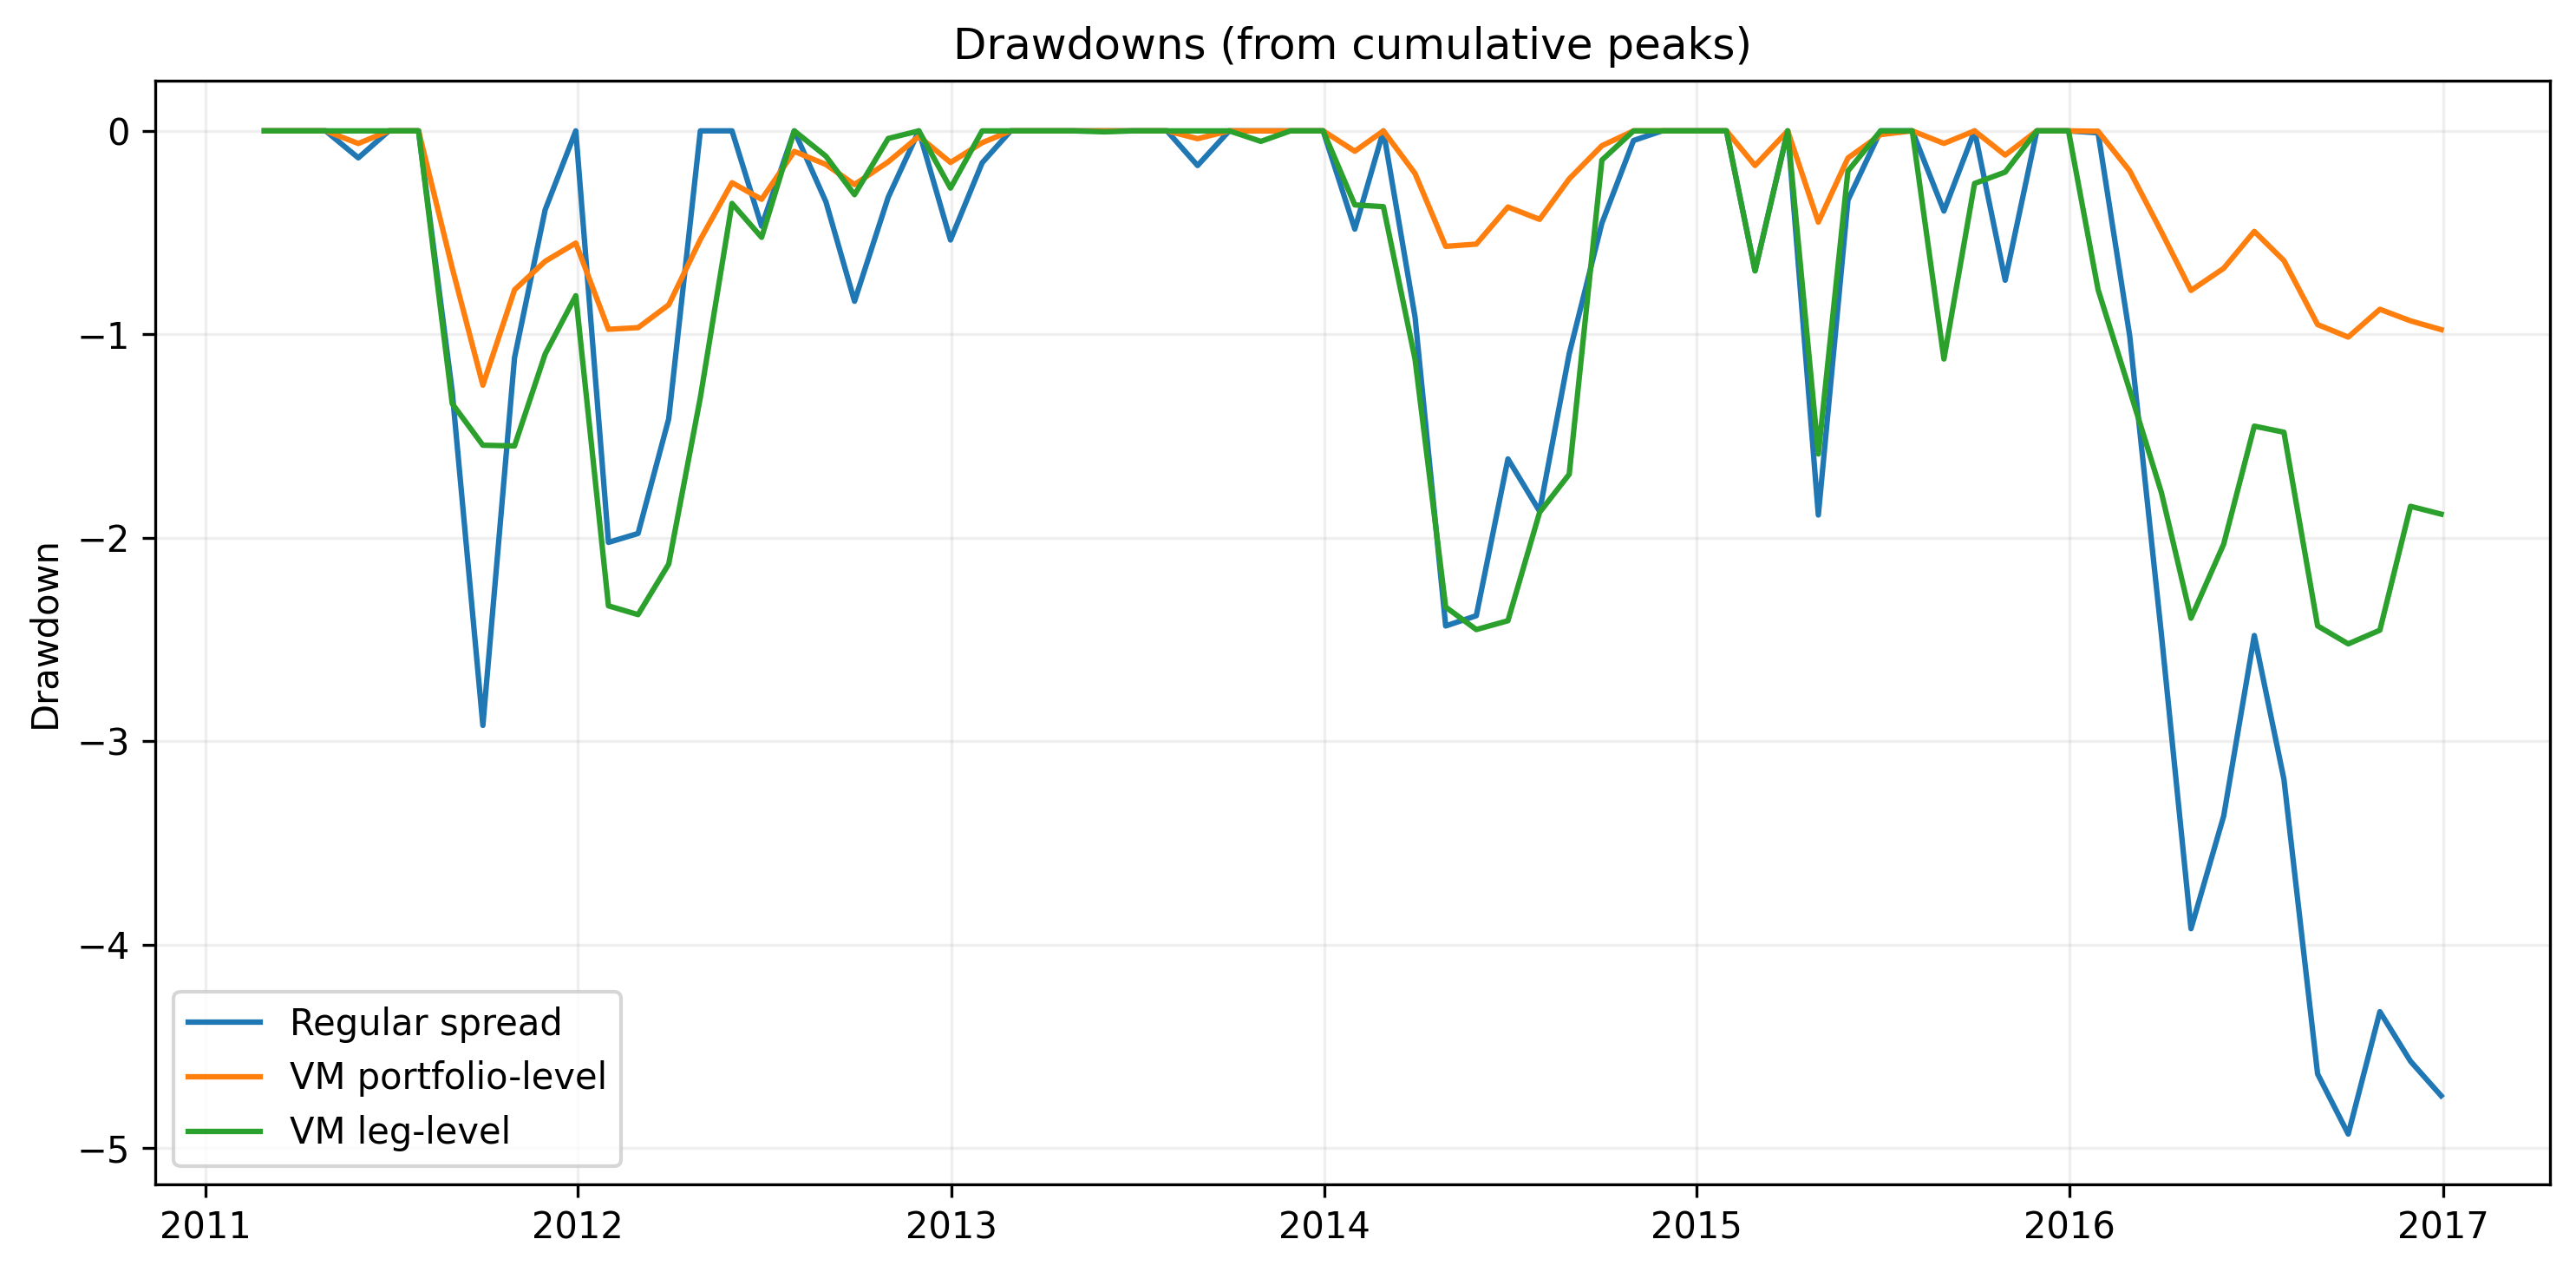 Drawdowns (from cumulative peaks)
Drawdown
0
−1
−2
−3
−4
−5
Regular spread
VM portfolio-level
VM leg-level
2011 2012 2013 2014 2015 2016 2017